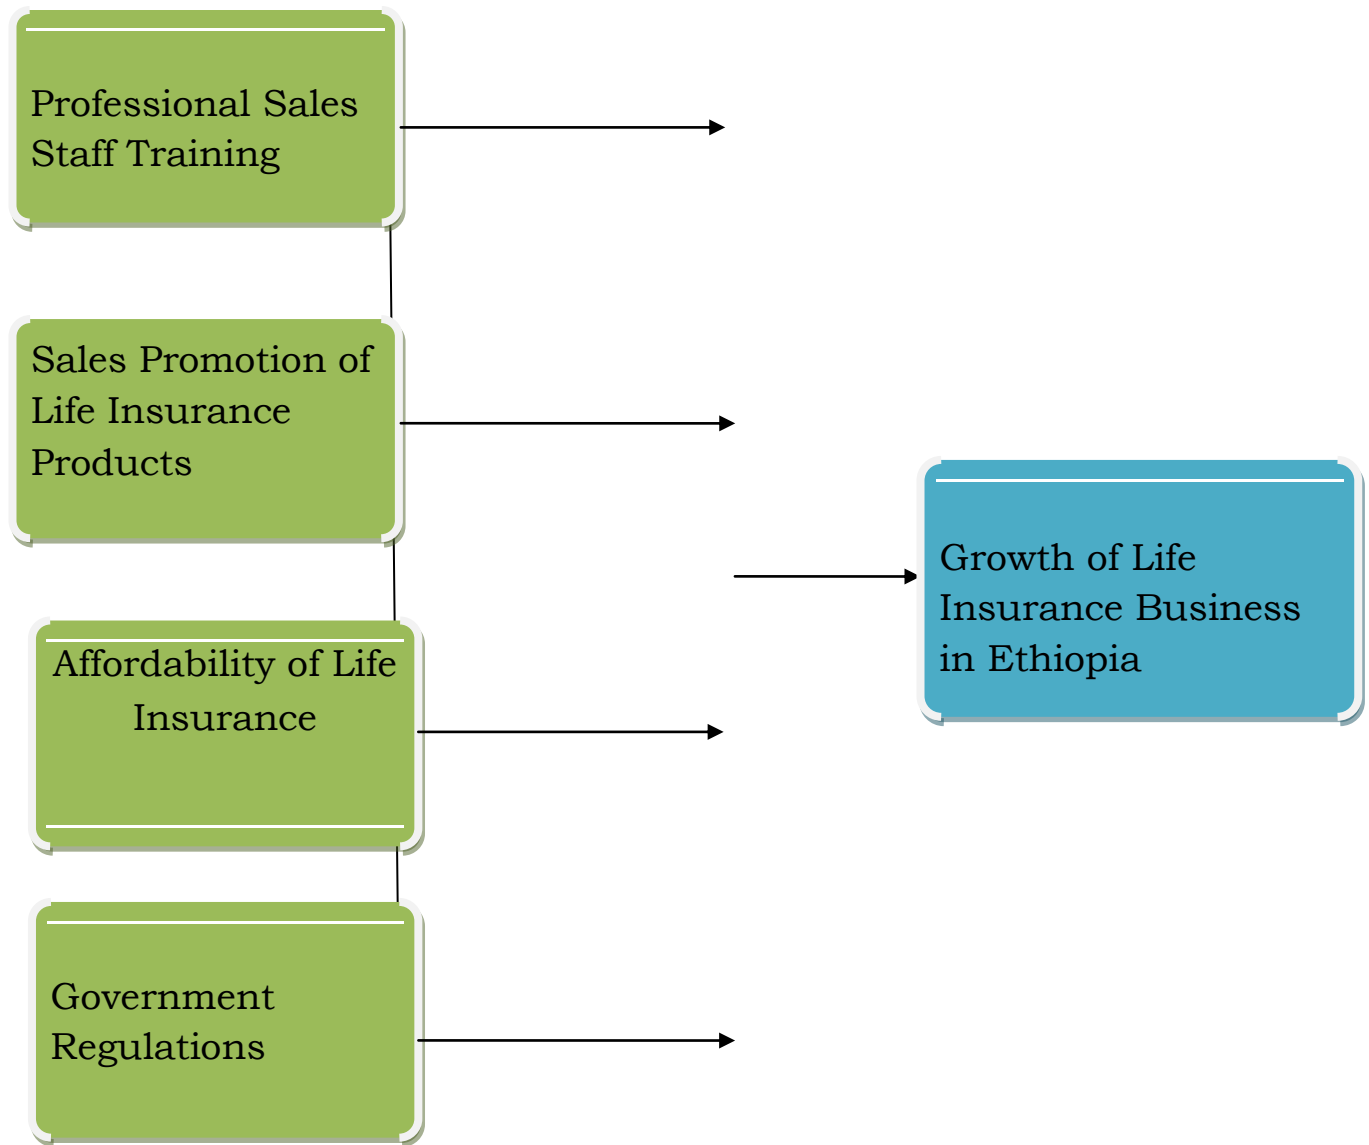 Professional Sales
Staff Training
Sales Promotion of
Life Insurance
Products
Growth of Life
Insurance Business
in Ethiopia
Affordability of Life
Insurance
Government
Regulations